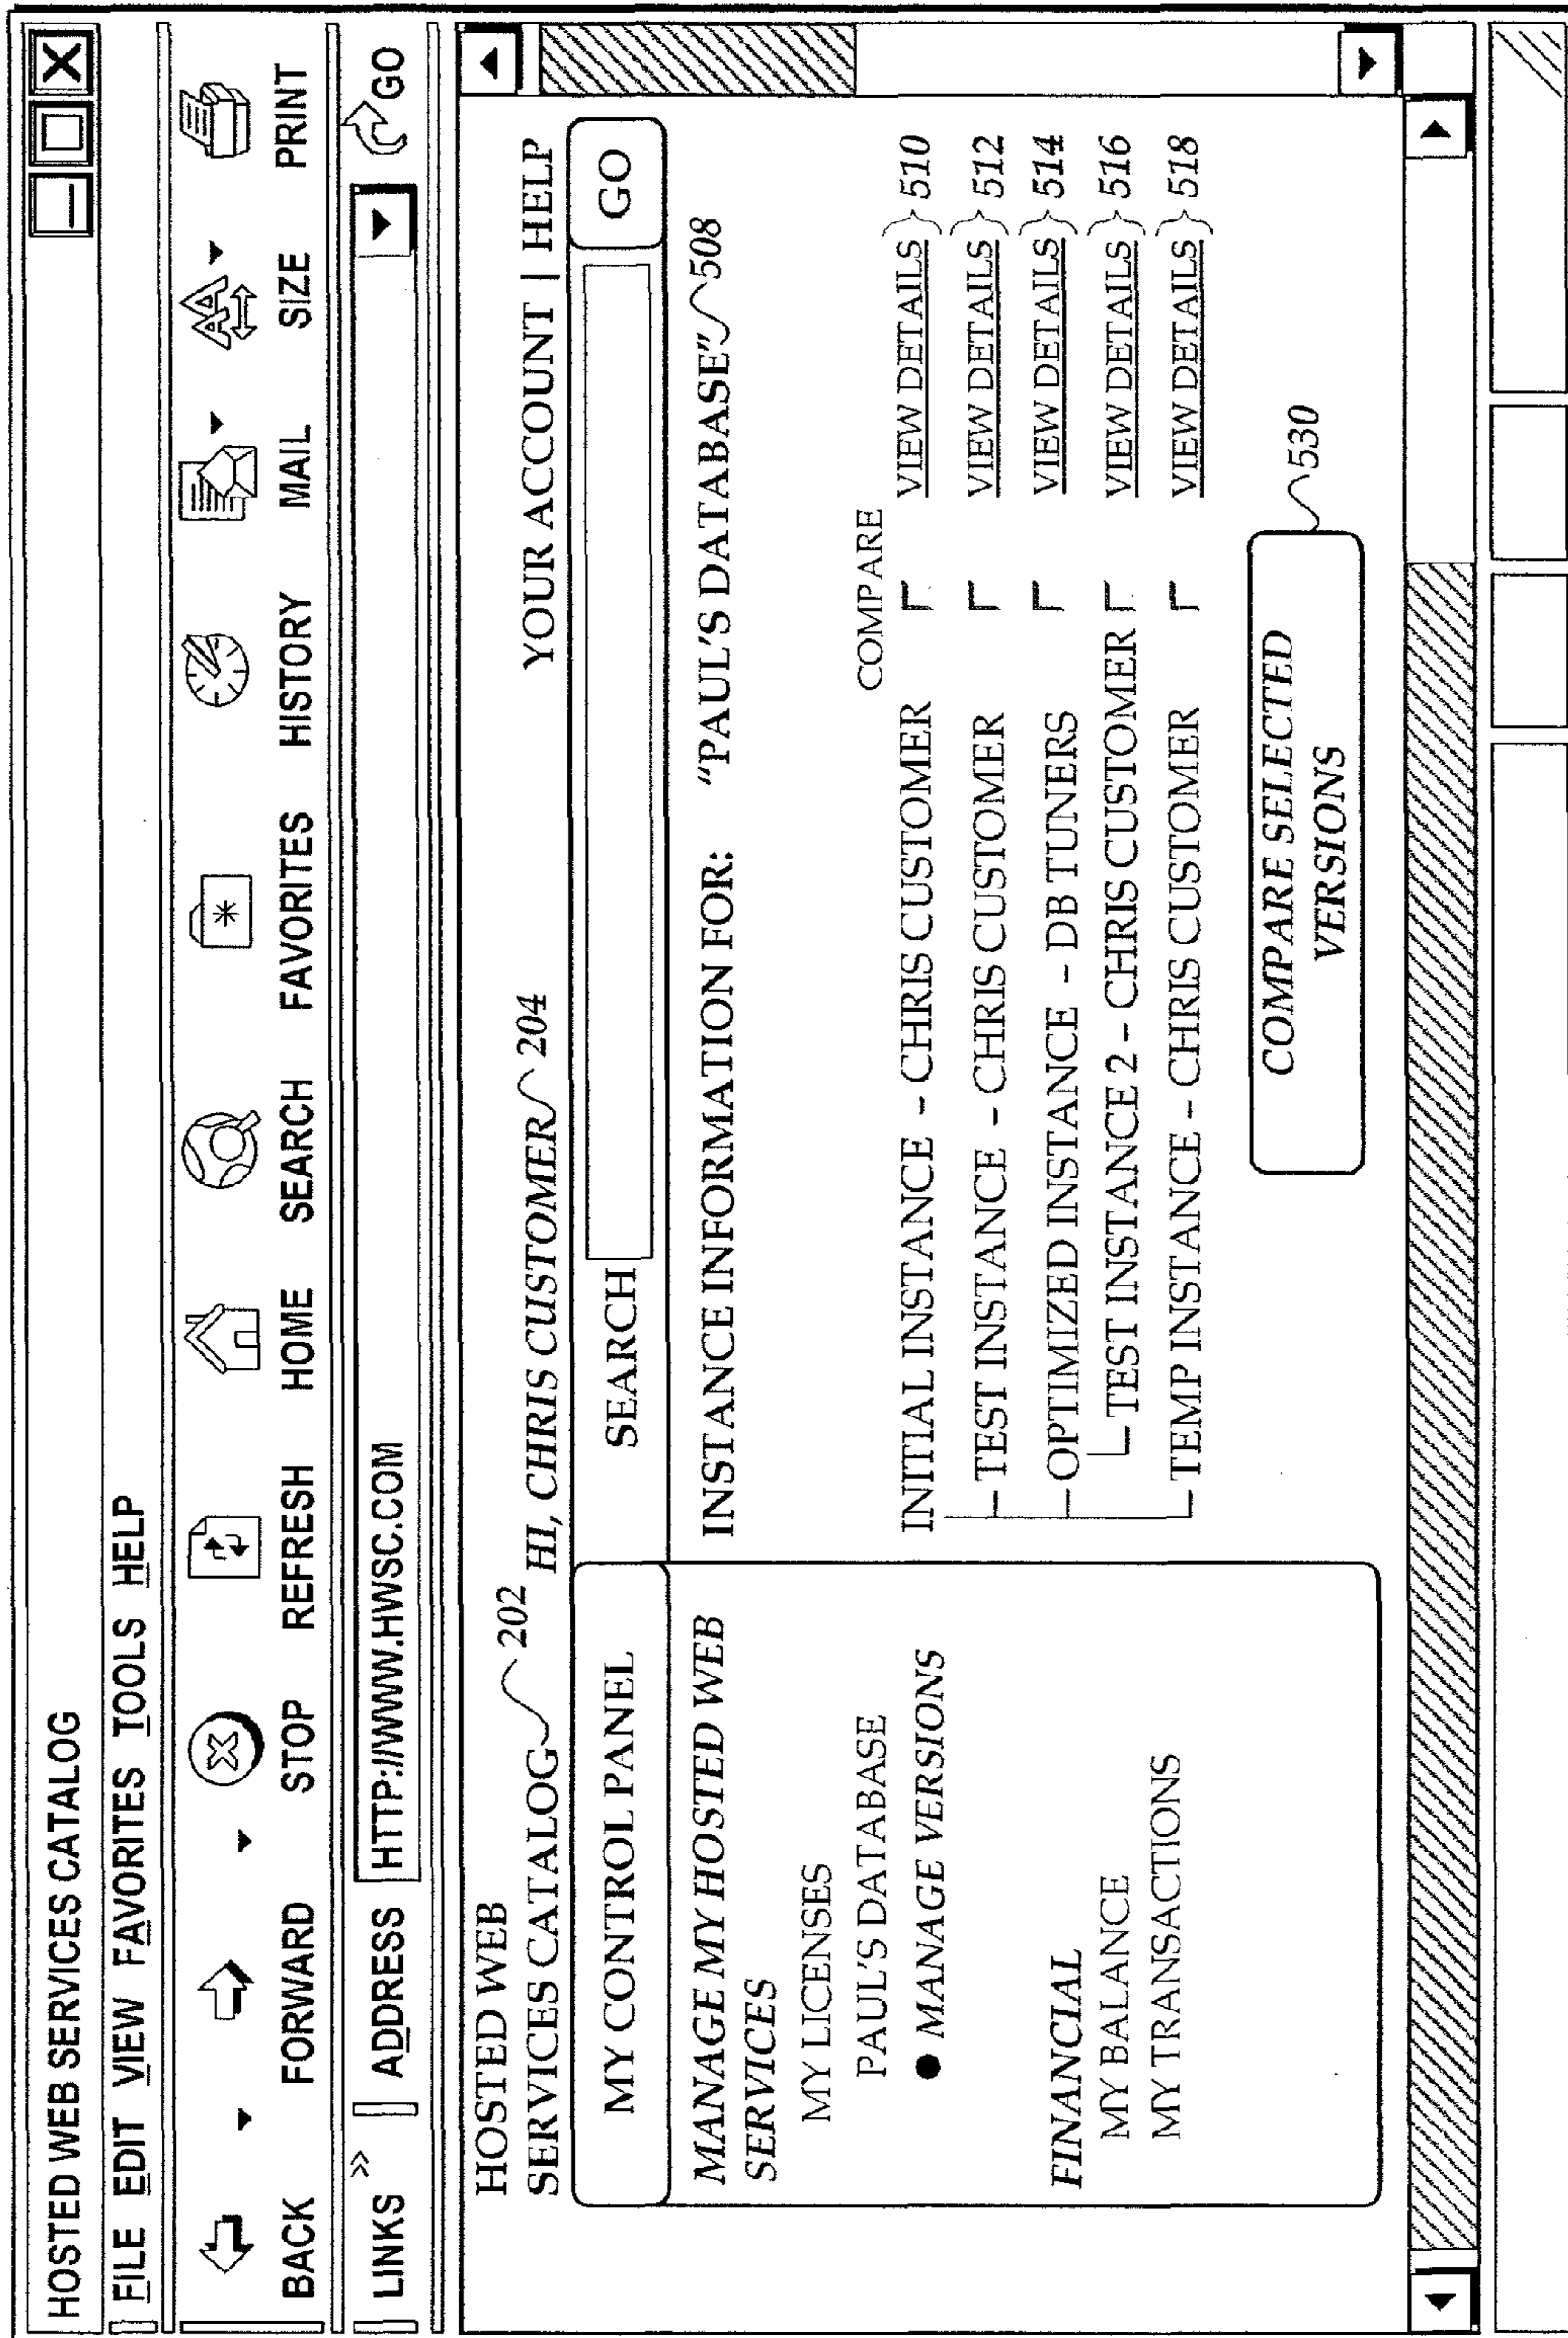 HOSTED WEB SERVICES CATALOG
FILE EDIT VIEW FAVORITES TOOLS HELP
BACK FORWARD STOP REFRESH HOME SEARCH FAVORITES HISTORY MAIL SIZE PRINT
LINKS » ADDRESS HTTP://WWW.HWSC.COM GO
HOSTED WEB
SERVICES CATALOG 202 HI, CHRIS CUSTOMER 204 YOUR ACCOUNT | HELP
MY CONTROL PANEL
MANAGE MY HOSTED WEB
SERVICES
MY LICENSES
PAUL'S DATABASE
● MANAGE VERSIONS
FINANCIAL
MY BALANCE
MY TRANSACTIONS
SEARCH GO
INSTANCE INFORMATION FOR: "PAUL'S DATABASE" 508
COMPARE
INITIAL INSTANCE - CHRIS CUSTOMER VIEW DETAILS 510
TEST INSTANCE - CHRIS CUSTOMER VIEW DETAILS 512
OPTIMIZED INSTANCE - DB TUNERS VIEW DETAILS 514
TEST INSTANCE 2 - CHRIS CUSTOMER VIEW DETAILS 516
TEMP INSTANCE - CHRIS CUSTOMER VIEW DETAILS 518
COMPARE SELECTED
VERSIONS
530